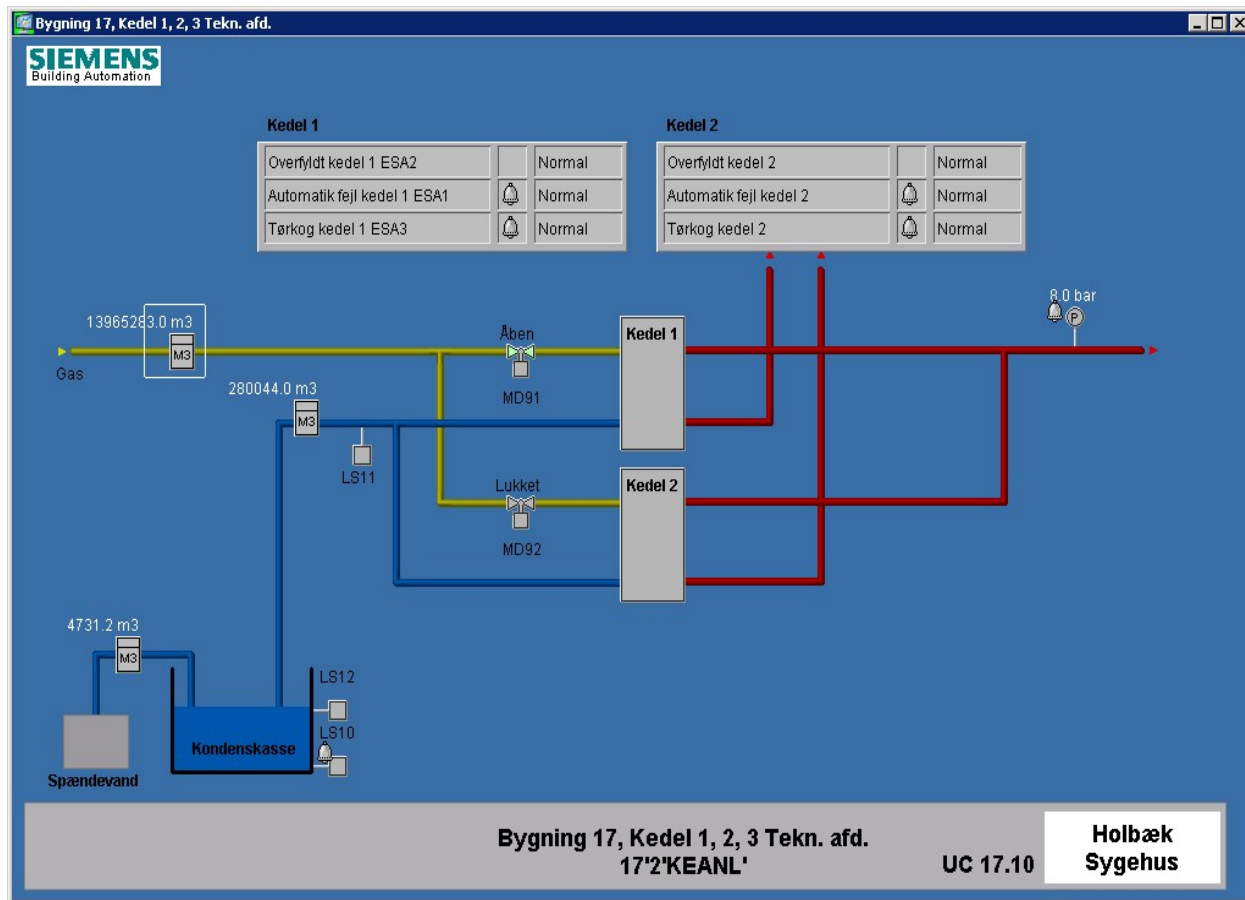 Bygning 17, Kedel 1, 2, 3 Tekn. afd.
SIEMENS
Building Automation
Kedel 1
Overfyldt kedel 1 ESA2 Normal
Automatik fejl kedel 1 ESA1 Normal
Tørkog kedel 1 ESA3 Normal
Kedel 2
Overfyldt kedel 2 Normal
Automatik fejl kedel 2 Normal
Tørkog kedel 2 Normal
8.0 bar
P
13965283.0 m3
M3
Gas
Åben
MD91
Kedel 1
280044.0 m3
M3
LS11
Lukket
MD92
Kedel 2
4731.2 m3
M3
LS12
LS10
Kondenskasse
Spændevand
Bygning 17, Kedel 1, 2, 3 Tekn. afd.
17'2'KEANL'
UC 17.10
Holbæk
Sygehus